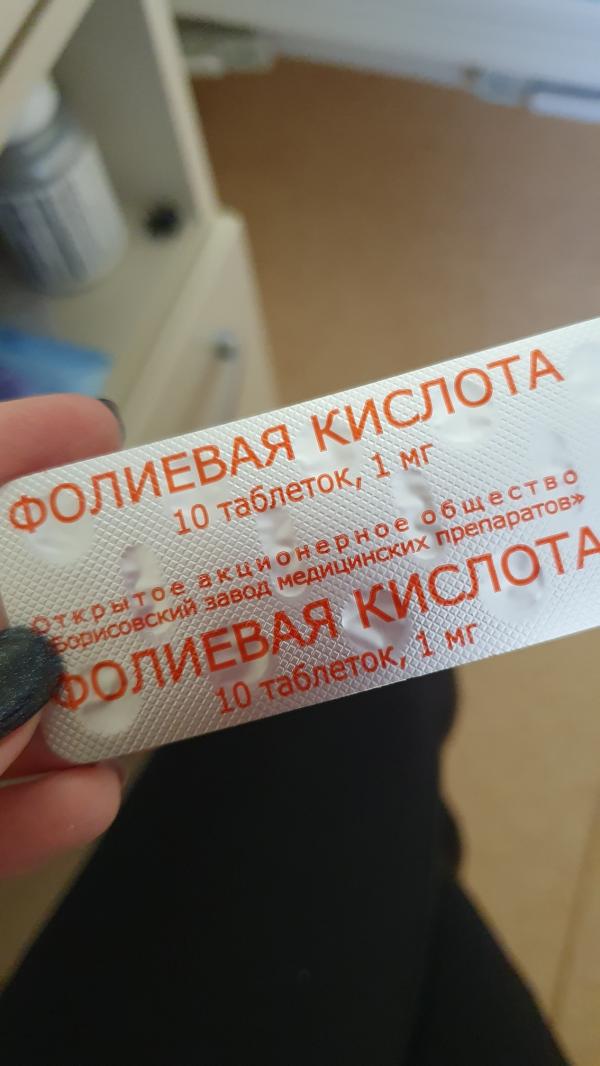 ФОЛИЕВАЯ КИСЛОТА
10 таблеток, 1 мг
Открытое акционерное общество
Борисовский завод медицинских препаратов»
ФОЛИЕВАЯ КИСЛОТА
10 таблеток, 1 мг